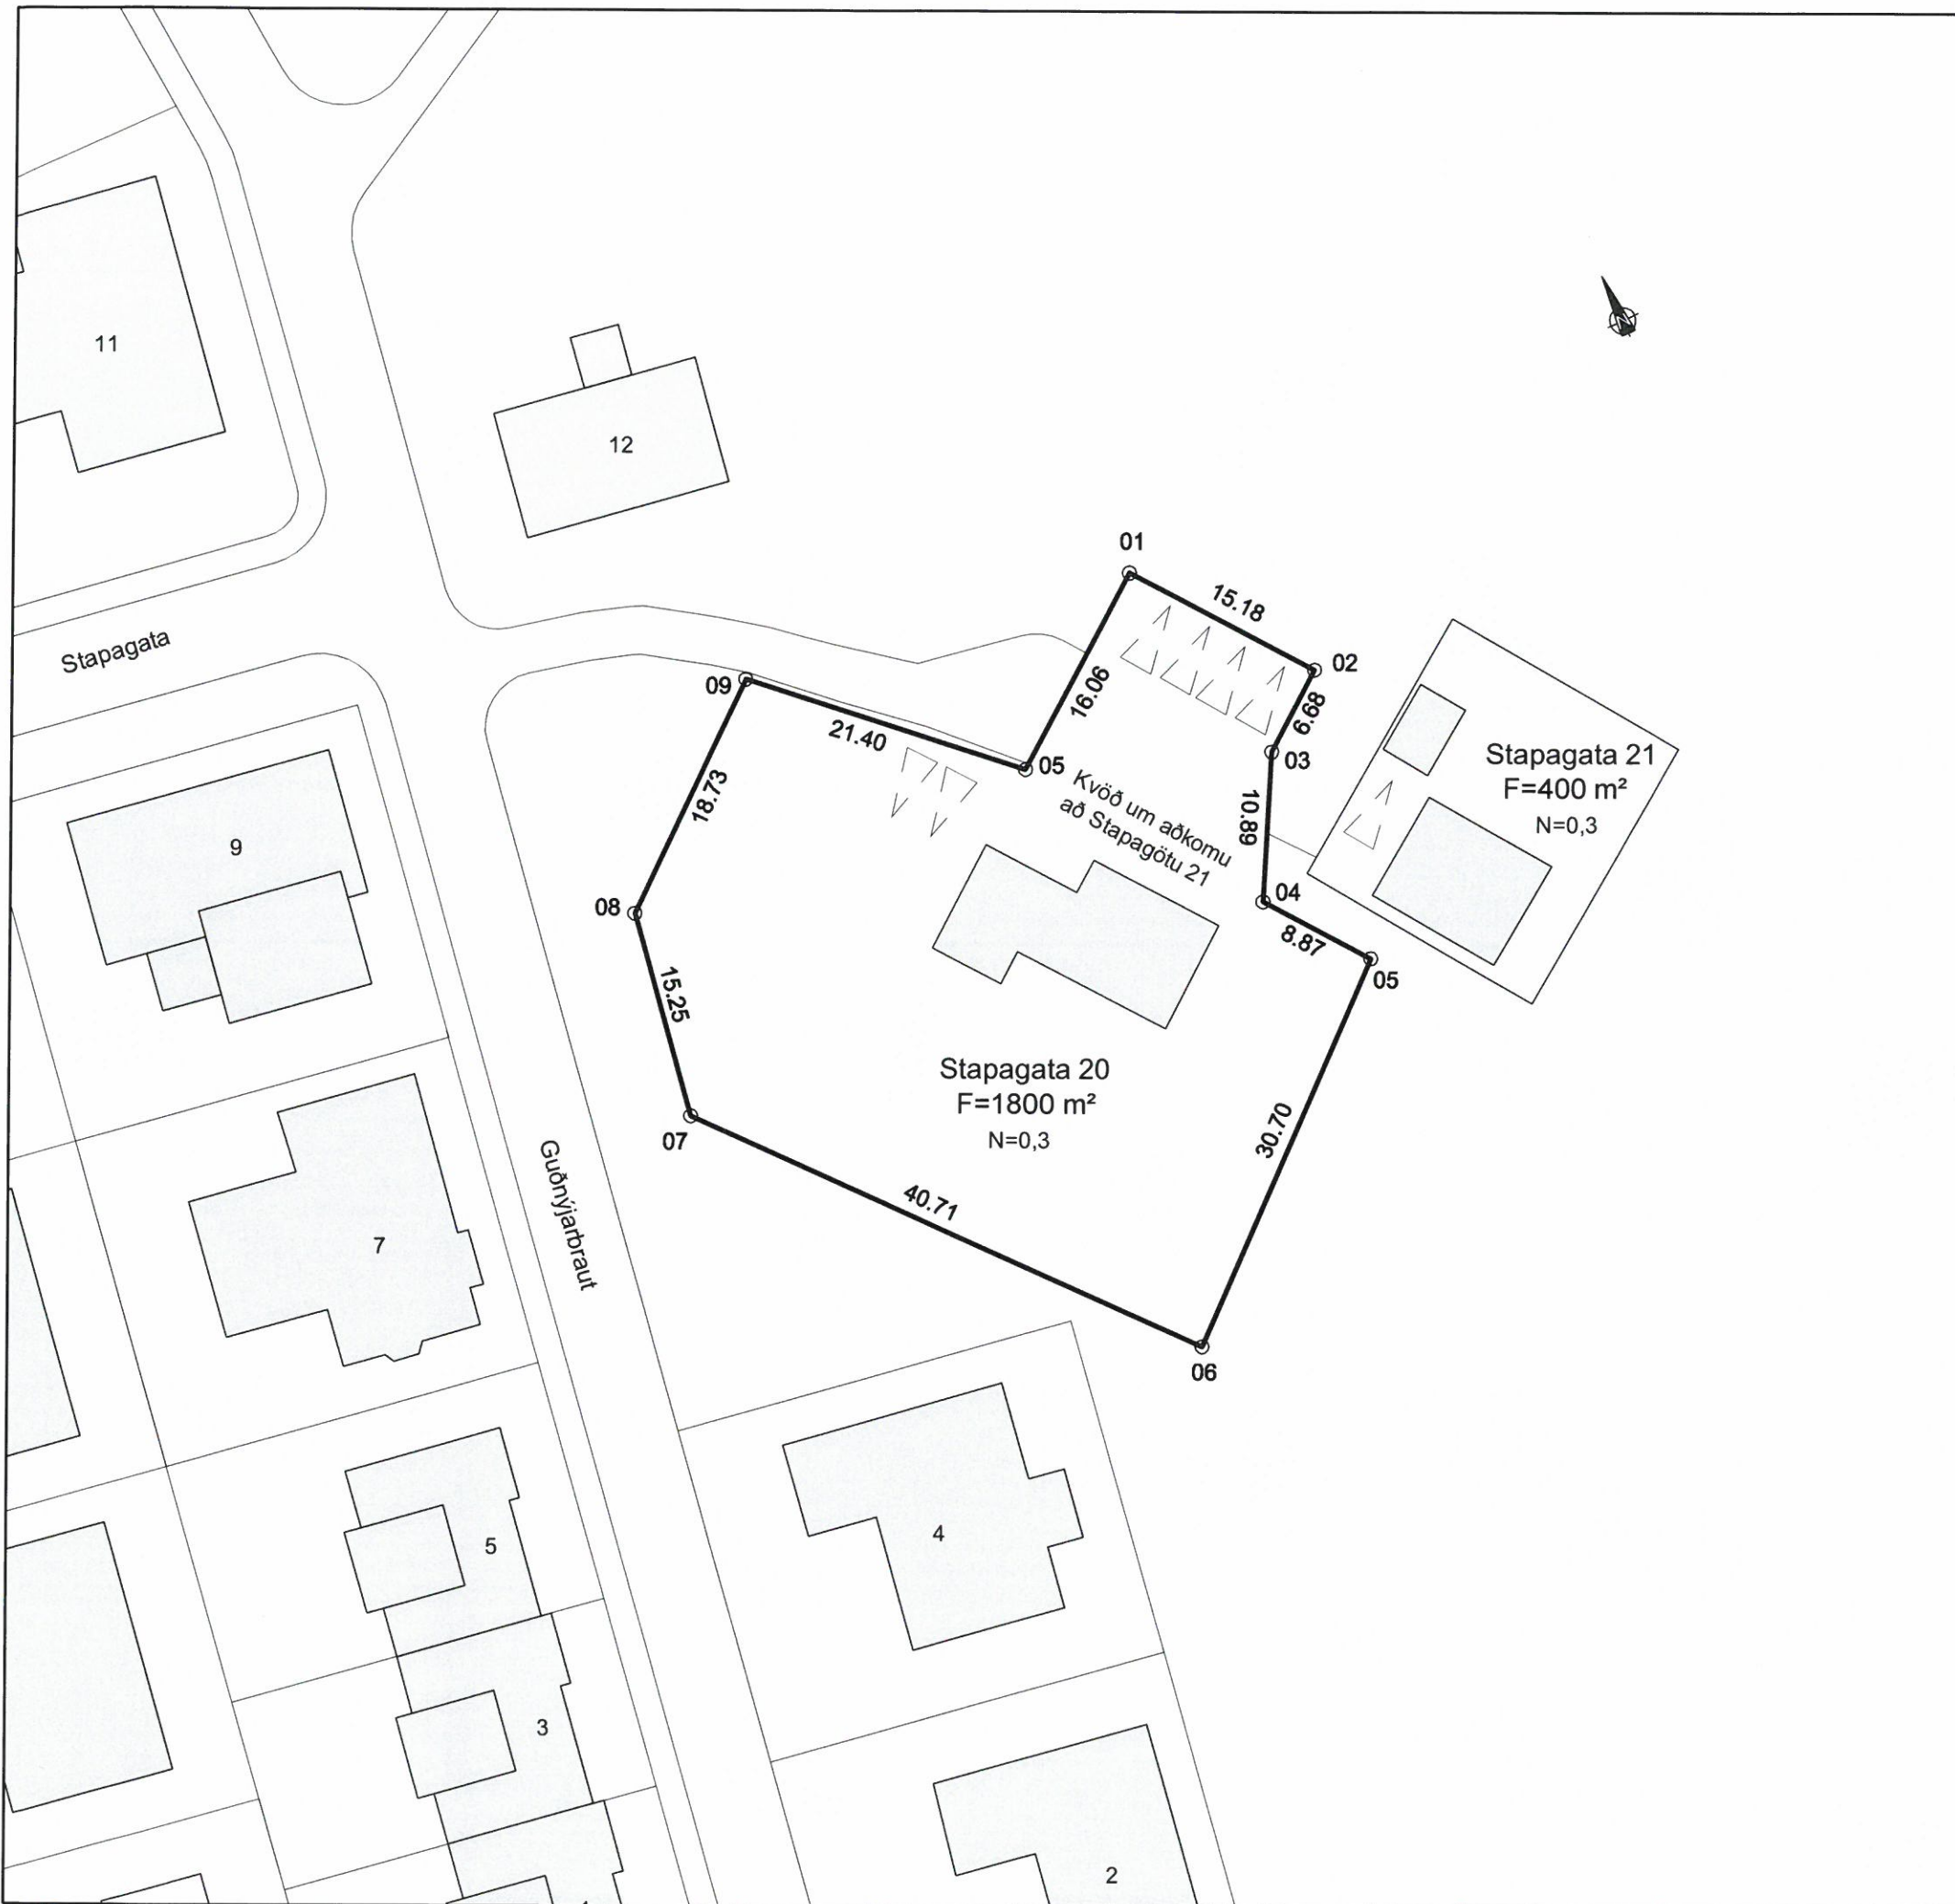 11
12
01
15.18
02
Stapagata
09
16.06
6.68
21.40
05
03
Stapagata 21
F=400 m²
N=0,3
18.73
Kvöð um aðkomu
að Stapagötu 21
10.89
9
08
04
8.87
05
15.25
Stapagata 20
F=1800 m²
N=0,3
07
30.70
Guðnýjarbraut
40.71
7
06
5
4
3
2
N